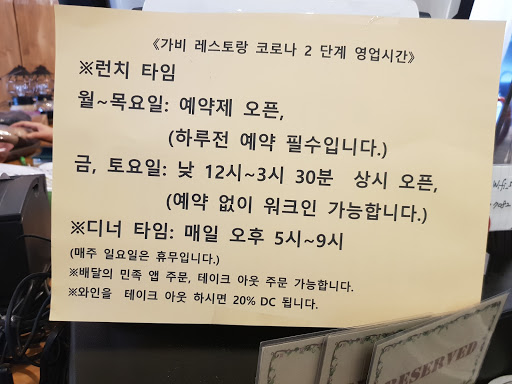 《가비 레스토랑 코로나 2 단계 영업시간》
※런치 타임
월~목요일: 예약제 오픈,
(하루전 예약 필수입니다.)
금, 토요일: 낮 12시~3시 30분 상시 오픈,
(예약 없이 워크인 가능합니다.)
※디너 타임: 매일 오후 5시~9시
(매주 일요일은 휴무입니다.)
※배달의 민족 앱 주문, 테이크 아웃 주문 가능합니다.
※와인을 테이크 아웃 하시면 20% DC 됩니다.
RESERVED